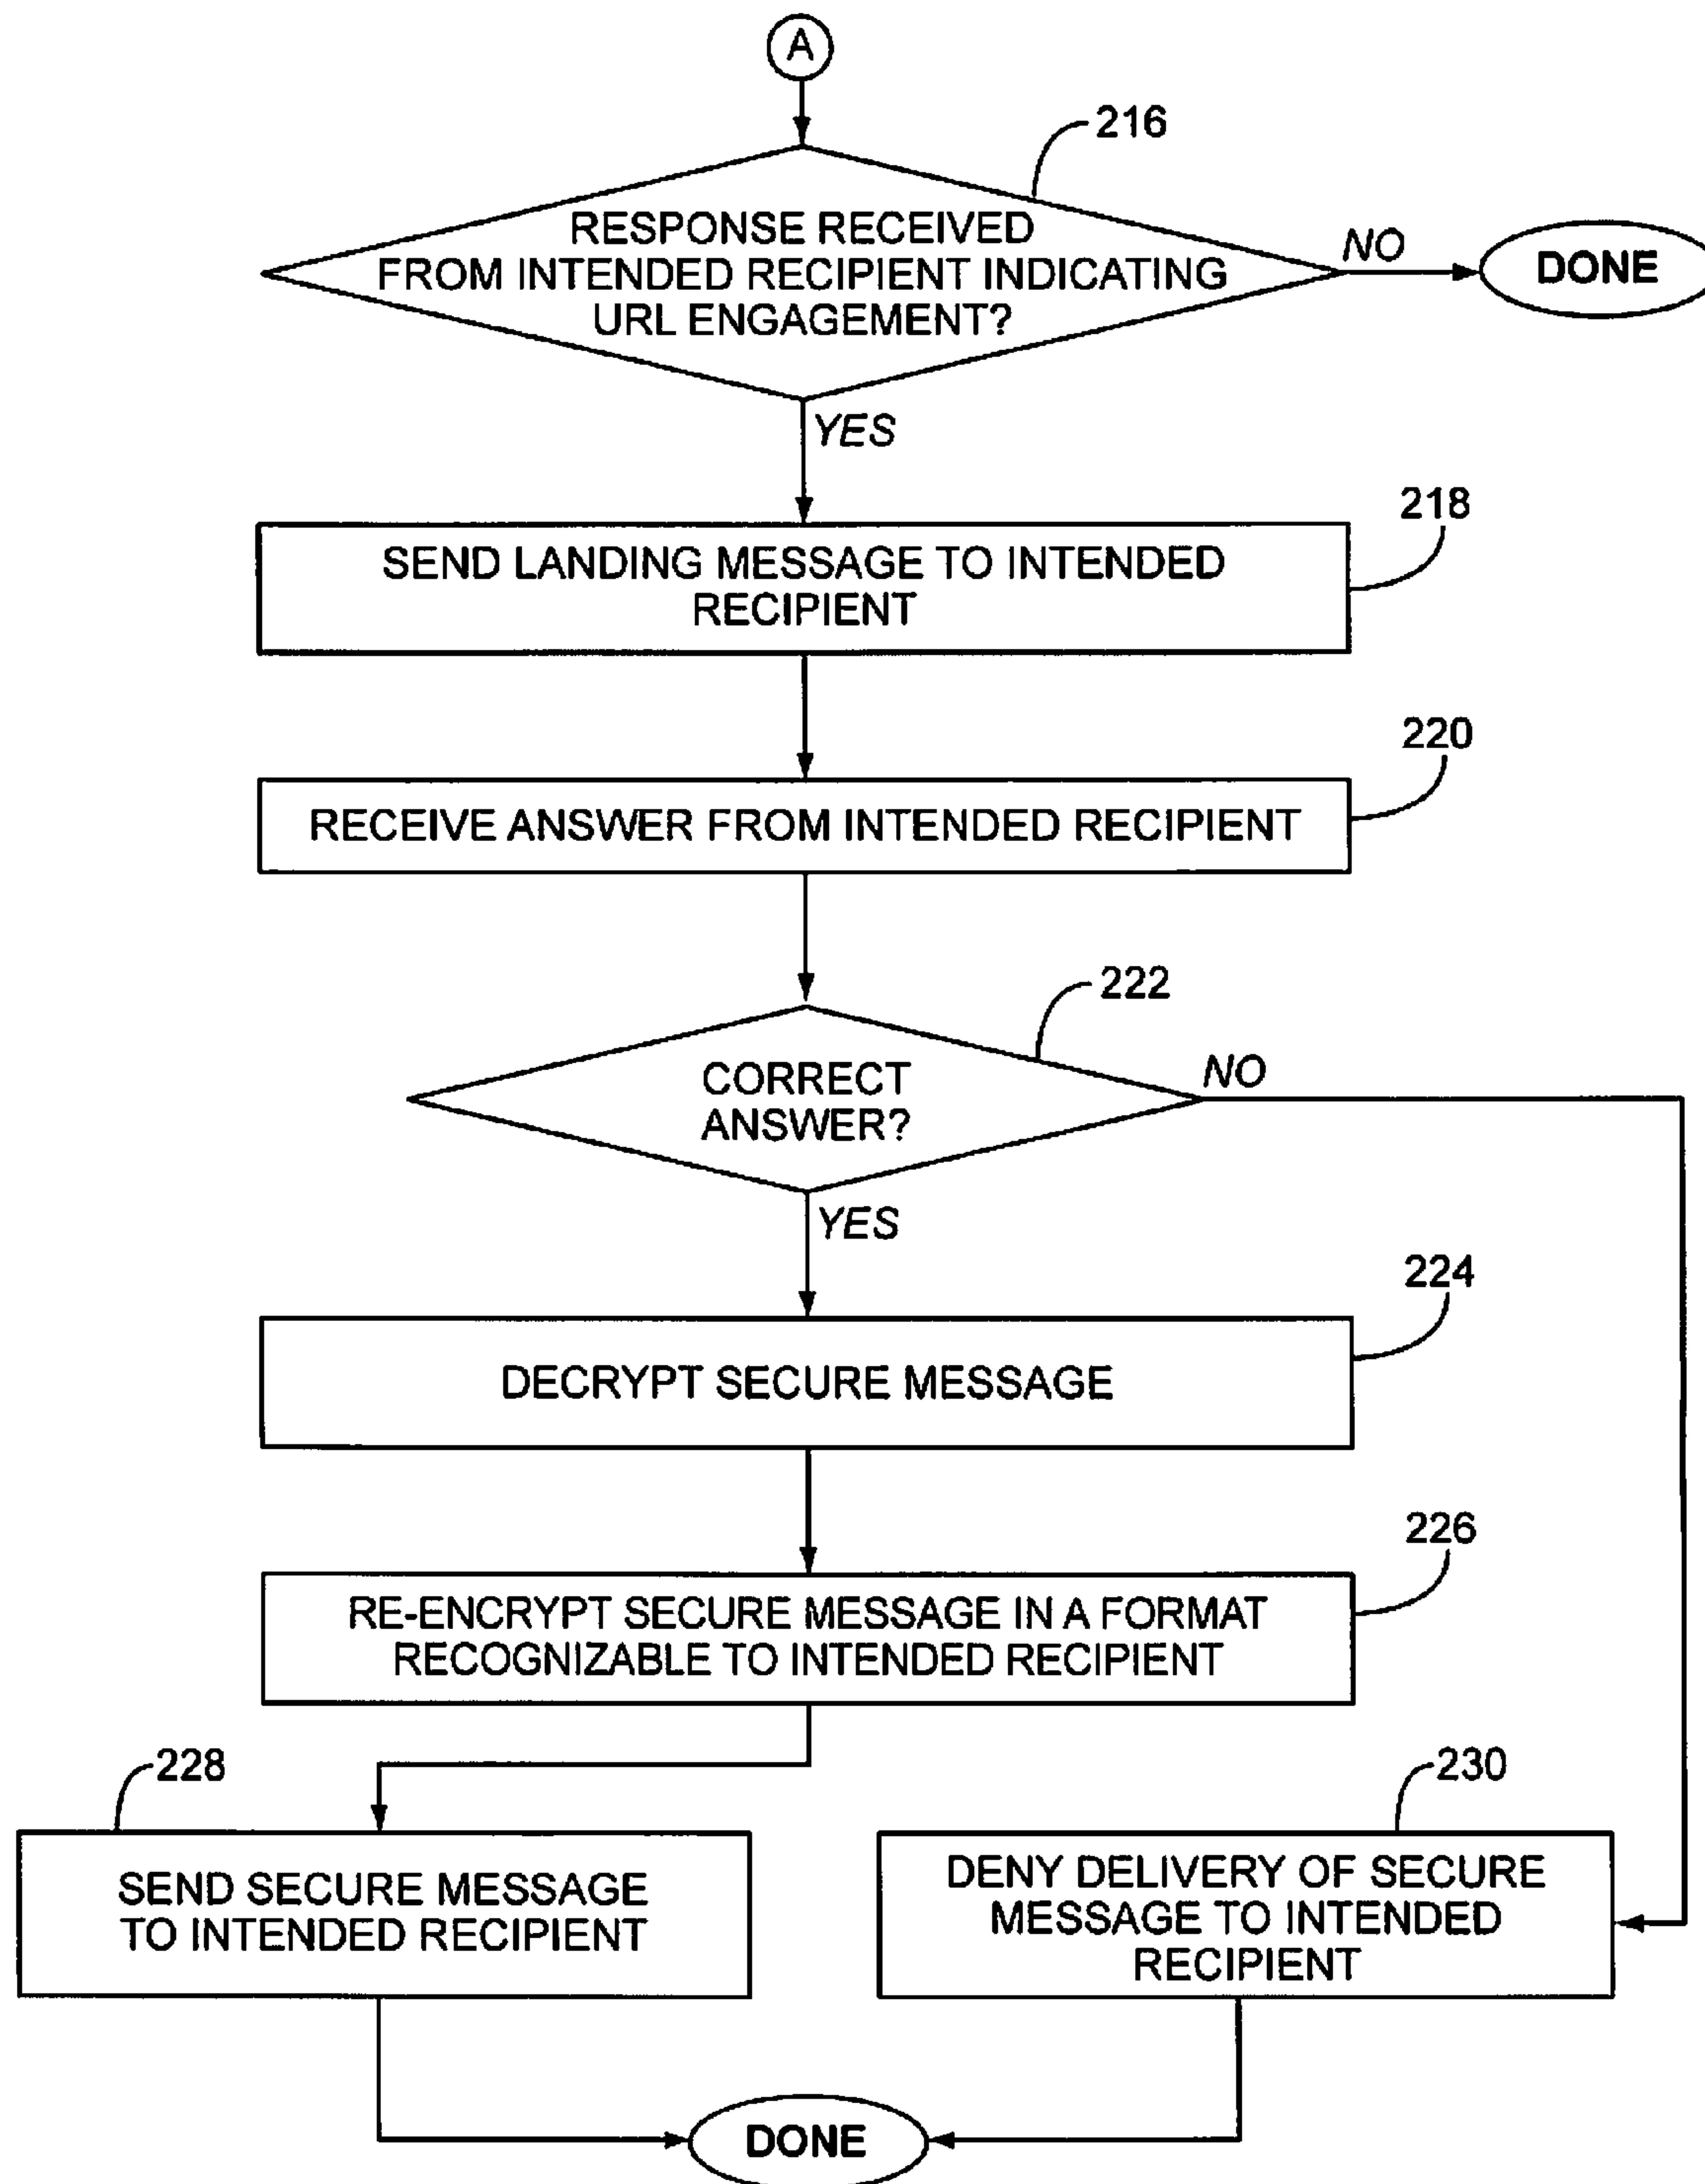 A
216
RESPONSE RECEIVED
FROM INTENDED RECIPIENT INDICATING
URL ENGAGEMENT?
NO
DONE
YES
218
SEND LANDING MESSAGE TO INTENDED
RECIPIENT
220
RECEIVE ANSWER FROM INTENDED RECIPIENT
222
CORRECT
ANSWER?
NO
YES
224
DECRYPT SECURE MESSAGE
226
RE-ENCRYPT SECURE MESSAGE IN A FORMAT
RECOGNIZABLE TO INTENDED RECIPIENT
228
SEND SECURE MESSAGE
TO INTENDED RECIPIENT
230
DENY DELIVERY OF SECURE
MESSAGE TO INTENDED
RECIPIENT
DONE